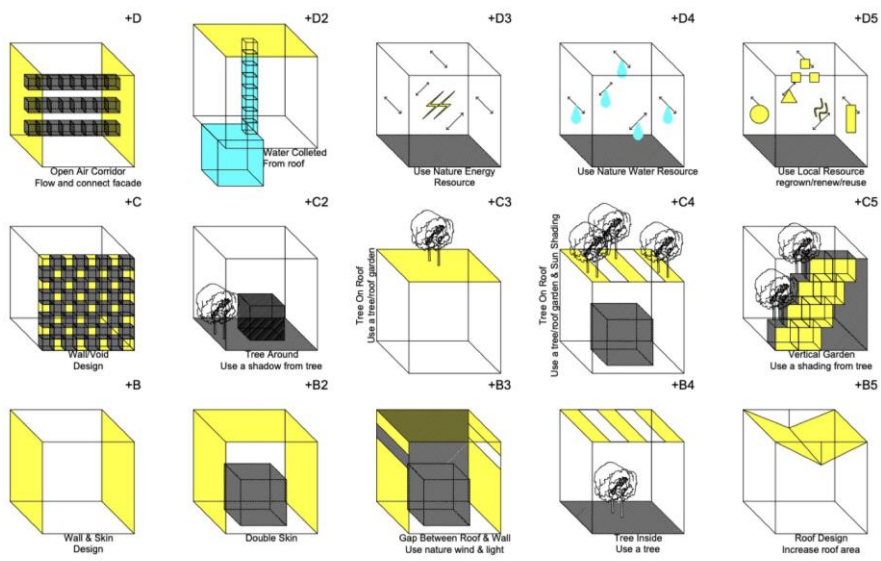 +D
+D2
+D3
+D4
+D5
Open Air Corridor
Flow and connect facade
Water Colleted
From roof
Use Nature Energy
Resource
Use Nature Water Resource
Use Local Resource
regrown/renew/reuse
+C
+C2
+C3
+C4
+C5
Wall/Void
Design
Tree Around
Use a shadow from tree
Tree On Roof
Use a tree/roof garden
Tree On Roof
Use a tree/roof garden & Sun Shading
Vertical Garden
Use a shading from tree
+B
+B2
+B3
+B4
+B5
Wall & Skin
Design
Double Skin
Gap Between Roof & Wall
Use nature wind & light
Tree Inside
Use a tree
Roof Design
Increase roof area